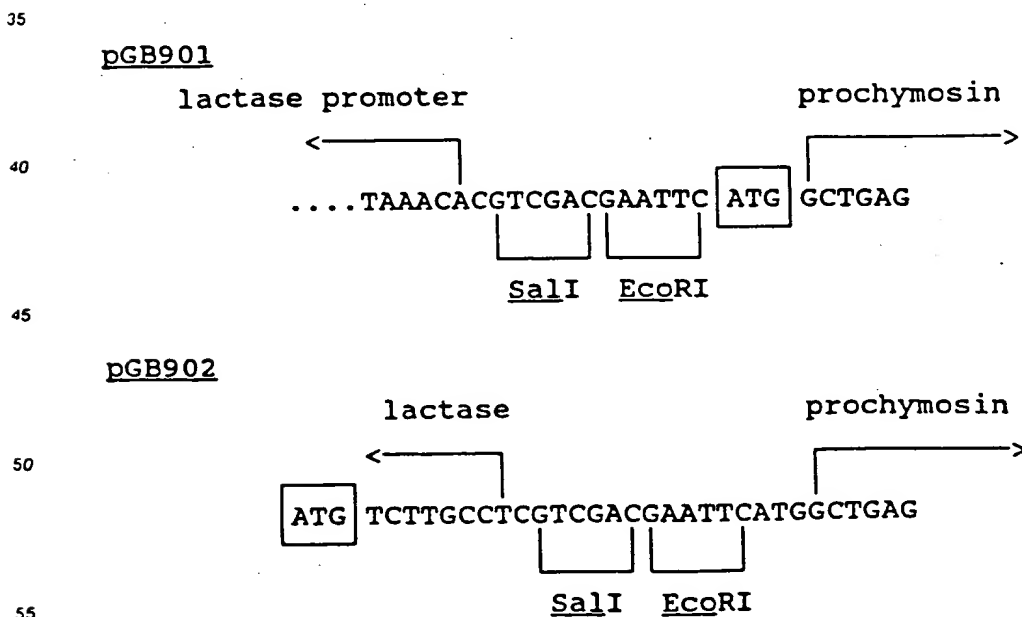 35
pGB901
lactase promoter prochymosin
40
....TAAACACGTCGACGAATTC ATG GCTGAG
SalI EcoRI
45
pGB902
lactase prochymosin
50
ATG TCTTGCCTCGTCGACGAATTCATGGCTGAG
SalI EcoRI
55